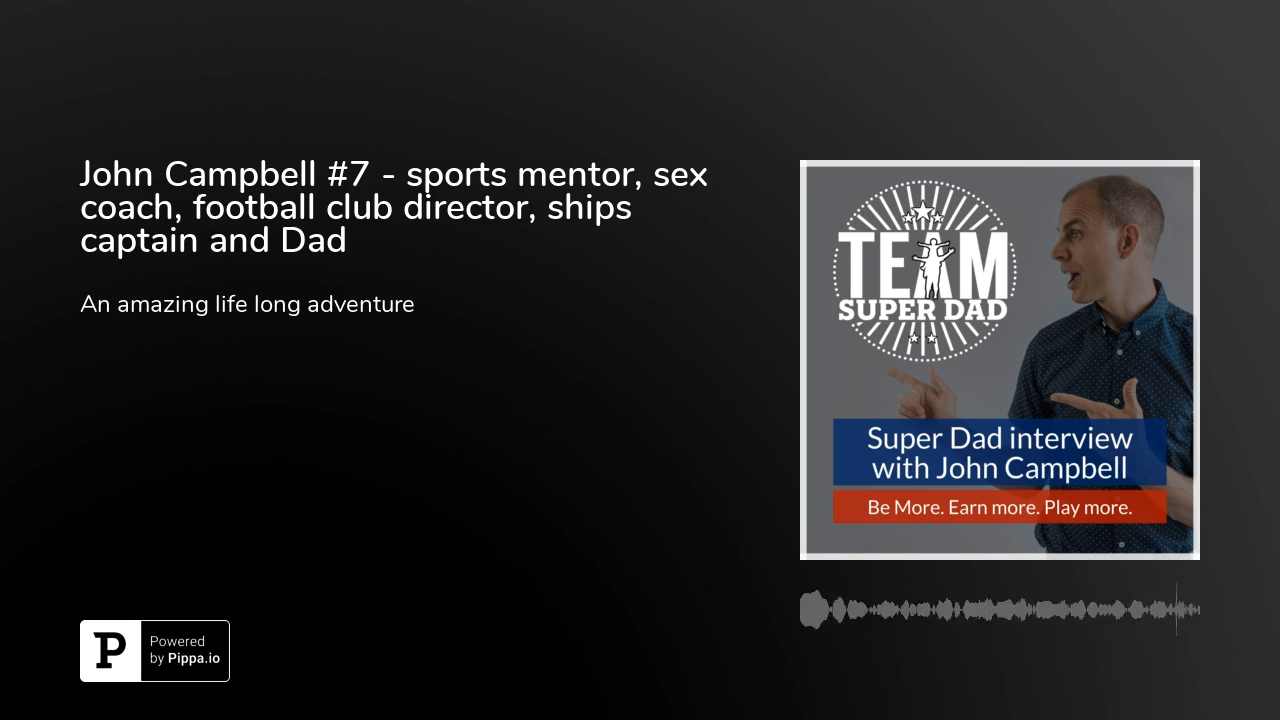 John Campbell #7 - sports mentor, sex
coach, football club director, ships
captain and Dad
An amazing life long adventure
TEAM
SUPER DAD
Super Dad interview
with John Campbell
Be More. Earn more. Play more.
P
Powered
by Pippa.io